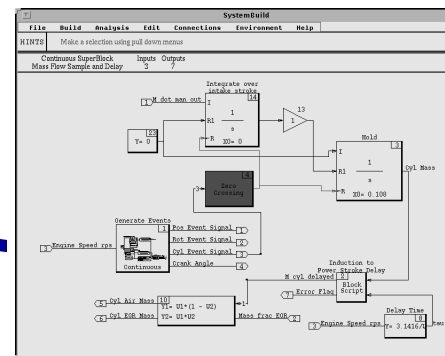 SystemBuild
File Build Analysis Edit Connections Environment Help
HINTS Make a selection using pull down menus
Continuous SuperBlock Inputs Outputs
Mass Flow Sample and Delay 3 7
Integrate over
intake stroke
14
1 M dot man out I
1
s
R1
R
X0= 0
13
1
23
Y= 0
Hold
3
I
1
s
R1
R
X0= 0.108
Cyl Mass
4
Zero
Crossing
3
Generate Events
1
Continuous
Pos Event Signal 1
Rot Event Signal 2
Cyl Event Signal 3
Crank Angle 4
3 Engine Speed rps
Induction to
Power Stroke Delay
M cyl delayed 2
Block
Script
7 Error Flag
5 Cyl Air Mass
6 Cyl EGR Mass
10
Y1= U1*(1 - U2)
Y2= U1*U2
1
Mass frac EGR 2
Delay Time
8
3 Engine Speed rps
Y= 3.1416/U
tau